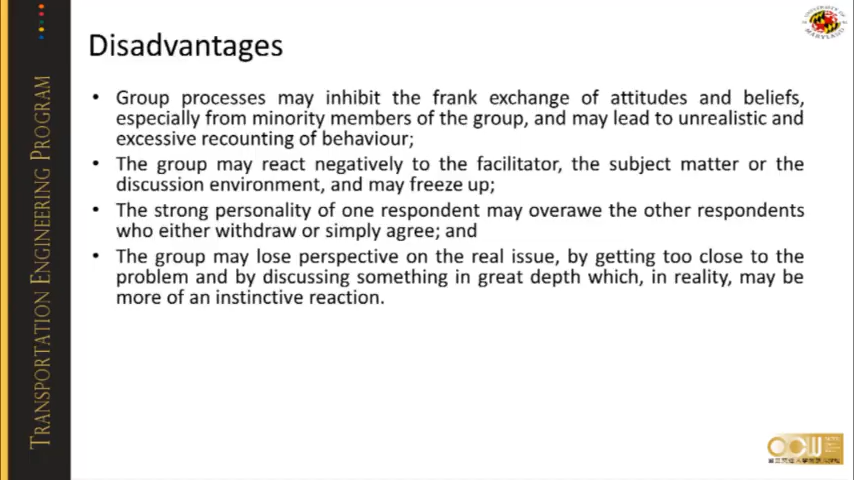 Disadvantages
• Group processes may inhibit the frank exchange of attitudes and beliefs,
especially from minority members of the group, and may lead to unrealistic and
excessive recounting of behaviour;
• The group may react negatively to the facilitator, the subject matter or the
discussion environment, and may freeze up;
• The strong personality of one respondent may overawe the other respondents
who either withdraw or simply agree; and
• The group may lose perspective on the real issue, by getting too close to the
problem and by discussing something in great depth which, in reality, may be
more of an instinctive reaction.
TRANSPORTATION ENGINEERING PROGRAM
UNIVERSITY OF
MARYLAND
OCW